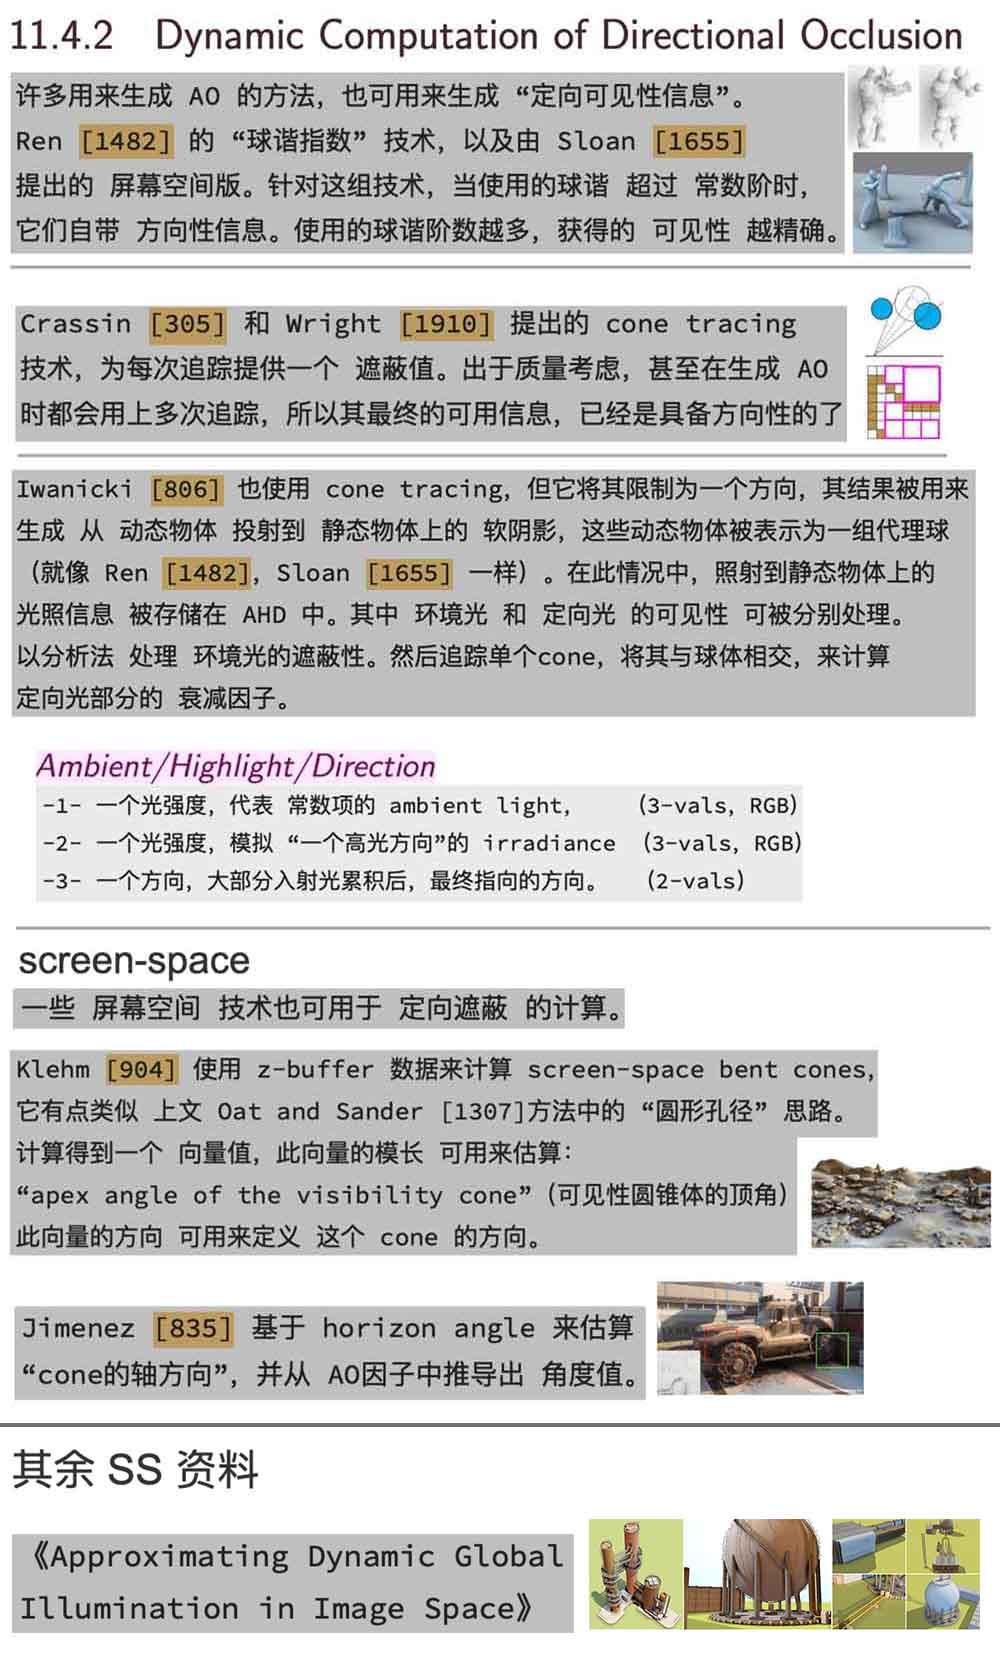 11.4.2 Dynamic Computation of Directional Occlusion
许多用来生成 AO 的方法，也可用来生成 “定向可见性信息”。
Ren [1482] 的 “球谐指数” 技术，以及由 Sloan [1655]
提出的 屏幕空间版。针对这组技术，当使用的球谐 超过 常数阶时，
它们自带 方向性信息。使用的球谐阶数越多，获得的 可见性 越精确。
Crassin [305] 和 Wright [1910] 提出的 cone tracing
技术，为每次追踪提供一个 遮蔽值。出于质量考虑，甚至在生成 AO
时都会用上多次追踪，所以其最终的可用信息，已经是具备方向性的了
Iwanicki [806] 也使用 cone tracing，但它将其限制为一个方向，其结果被用来
生成 从 动态物体 投射到 静态物体上的 软阴影，这些动态物体被表示为一组代理球
（就像 Ren [1482]，Sloan [1655] 一样）。在此情况中，照射到静态物体上的
光照信息 被存储在 AHD 中。其中 环境光 和 定向光 的可见性 可被分别处理。
以分析法 处理 环境光的遮蔽性。然后追踪单个cone，将其与球体相交，来计算
定向光部分的 衰减因子。
Ambient/Highlight/Direction
-1- 一个光强度，代表 常数项的 ambient light, (3-vals, RGB)
-2- 一个光强度，模拟 “一个高光方向”的 irradiance (3-vals, RGB)
-3- 一个方向，大部分入射光累积后，最终指向的方向。 (2-vals)
screen-space
一些 屏幕空间 技术也可用于 定向遮蔽 的计算。
Klehm [904] 使用 z-buffer 数据来计算 screen-space bent cones,
它有点类似 上文 Oat and Sander [1307]方法中的 “圆形孔径” 思路。
计算得到一个 向量值，此向量的模长 可用来估算：
“apex angle of the visibility cone”（可见性圆锥体的顶角）
此向量的方向 可用来定义 这个 cone 的方向。
Jimenez [835] 基于 horizon angle 来估算
“cone的轴方向”，并从 AO因子中推导出 角度值。
其余 SS 资料
《Approximating Dynamic Global
Illumination in Image Space》